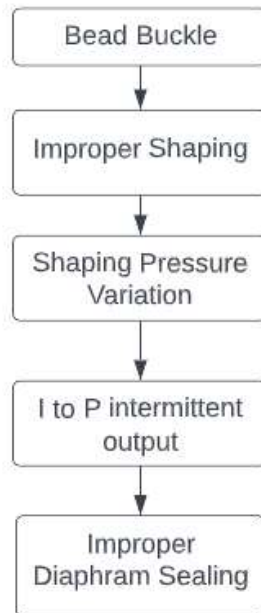 Bead Buckle
Improper Shaping
Shaping Pressure
Variation
I to P intermittent
output
Improper
Diaphram Sealing